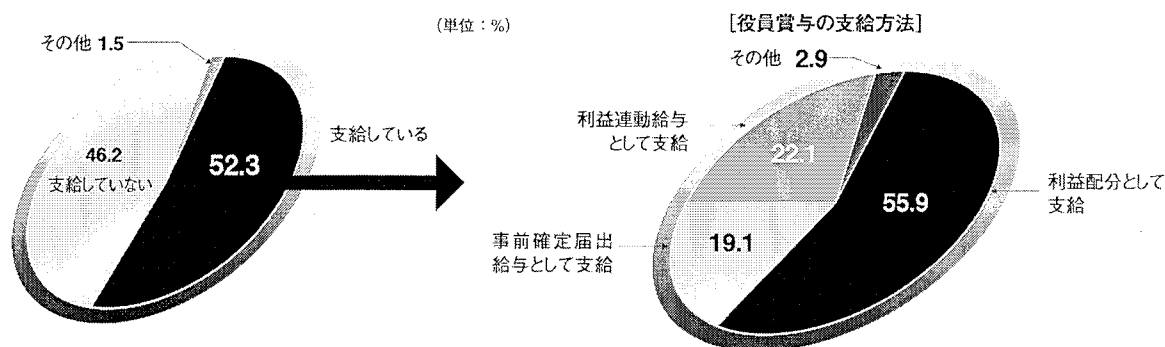 (単位:%)
その他 1.5
46.2
支給していない
52.3
支給している
[役員賞与の支給方法]
その他 2.9
利益連動給与
として支給
22.1
55.9
利益配分として
支給
19.1
事前確定届出
給与として支給